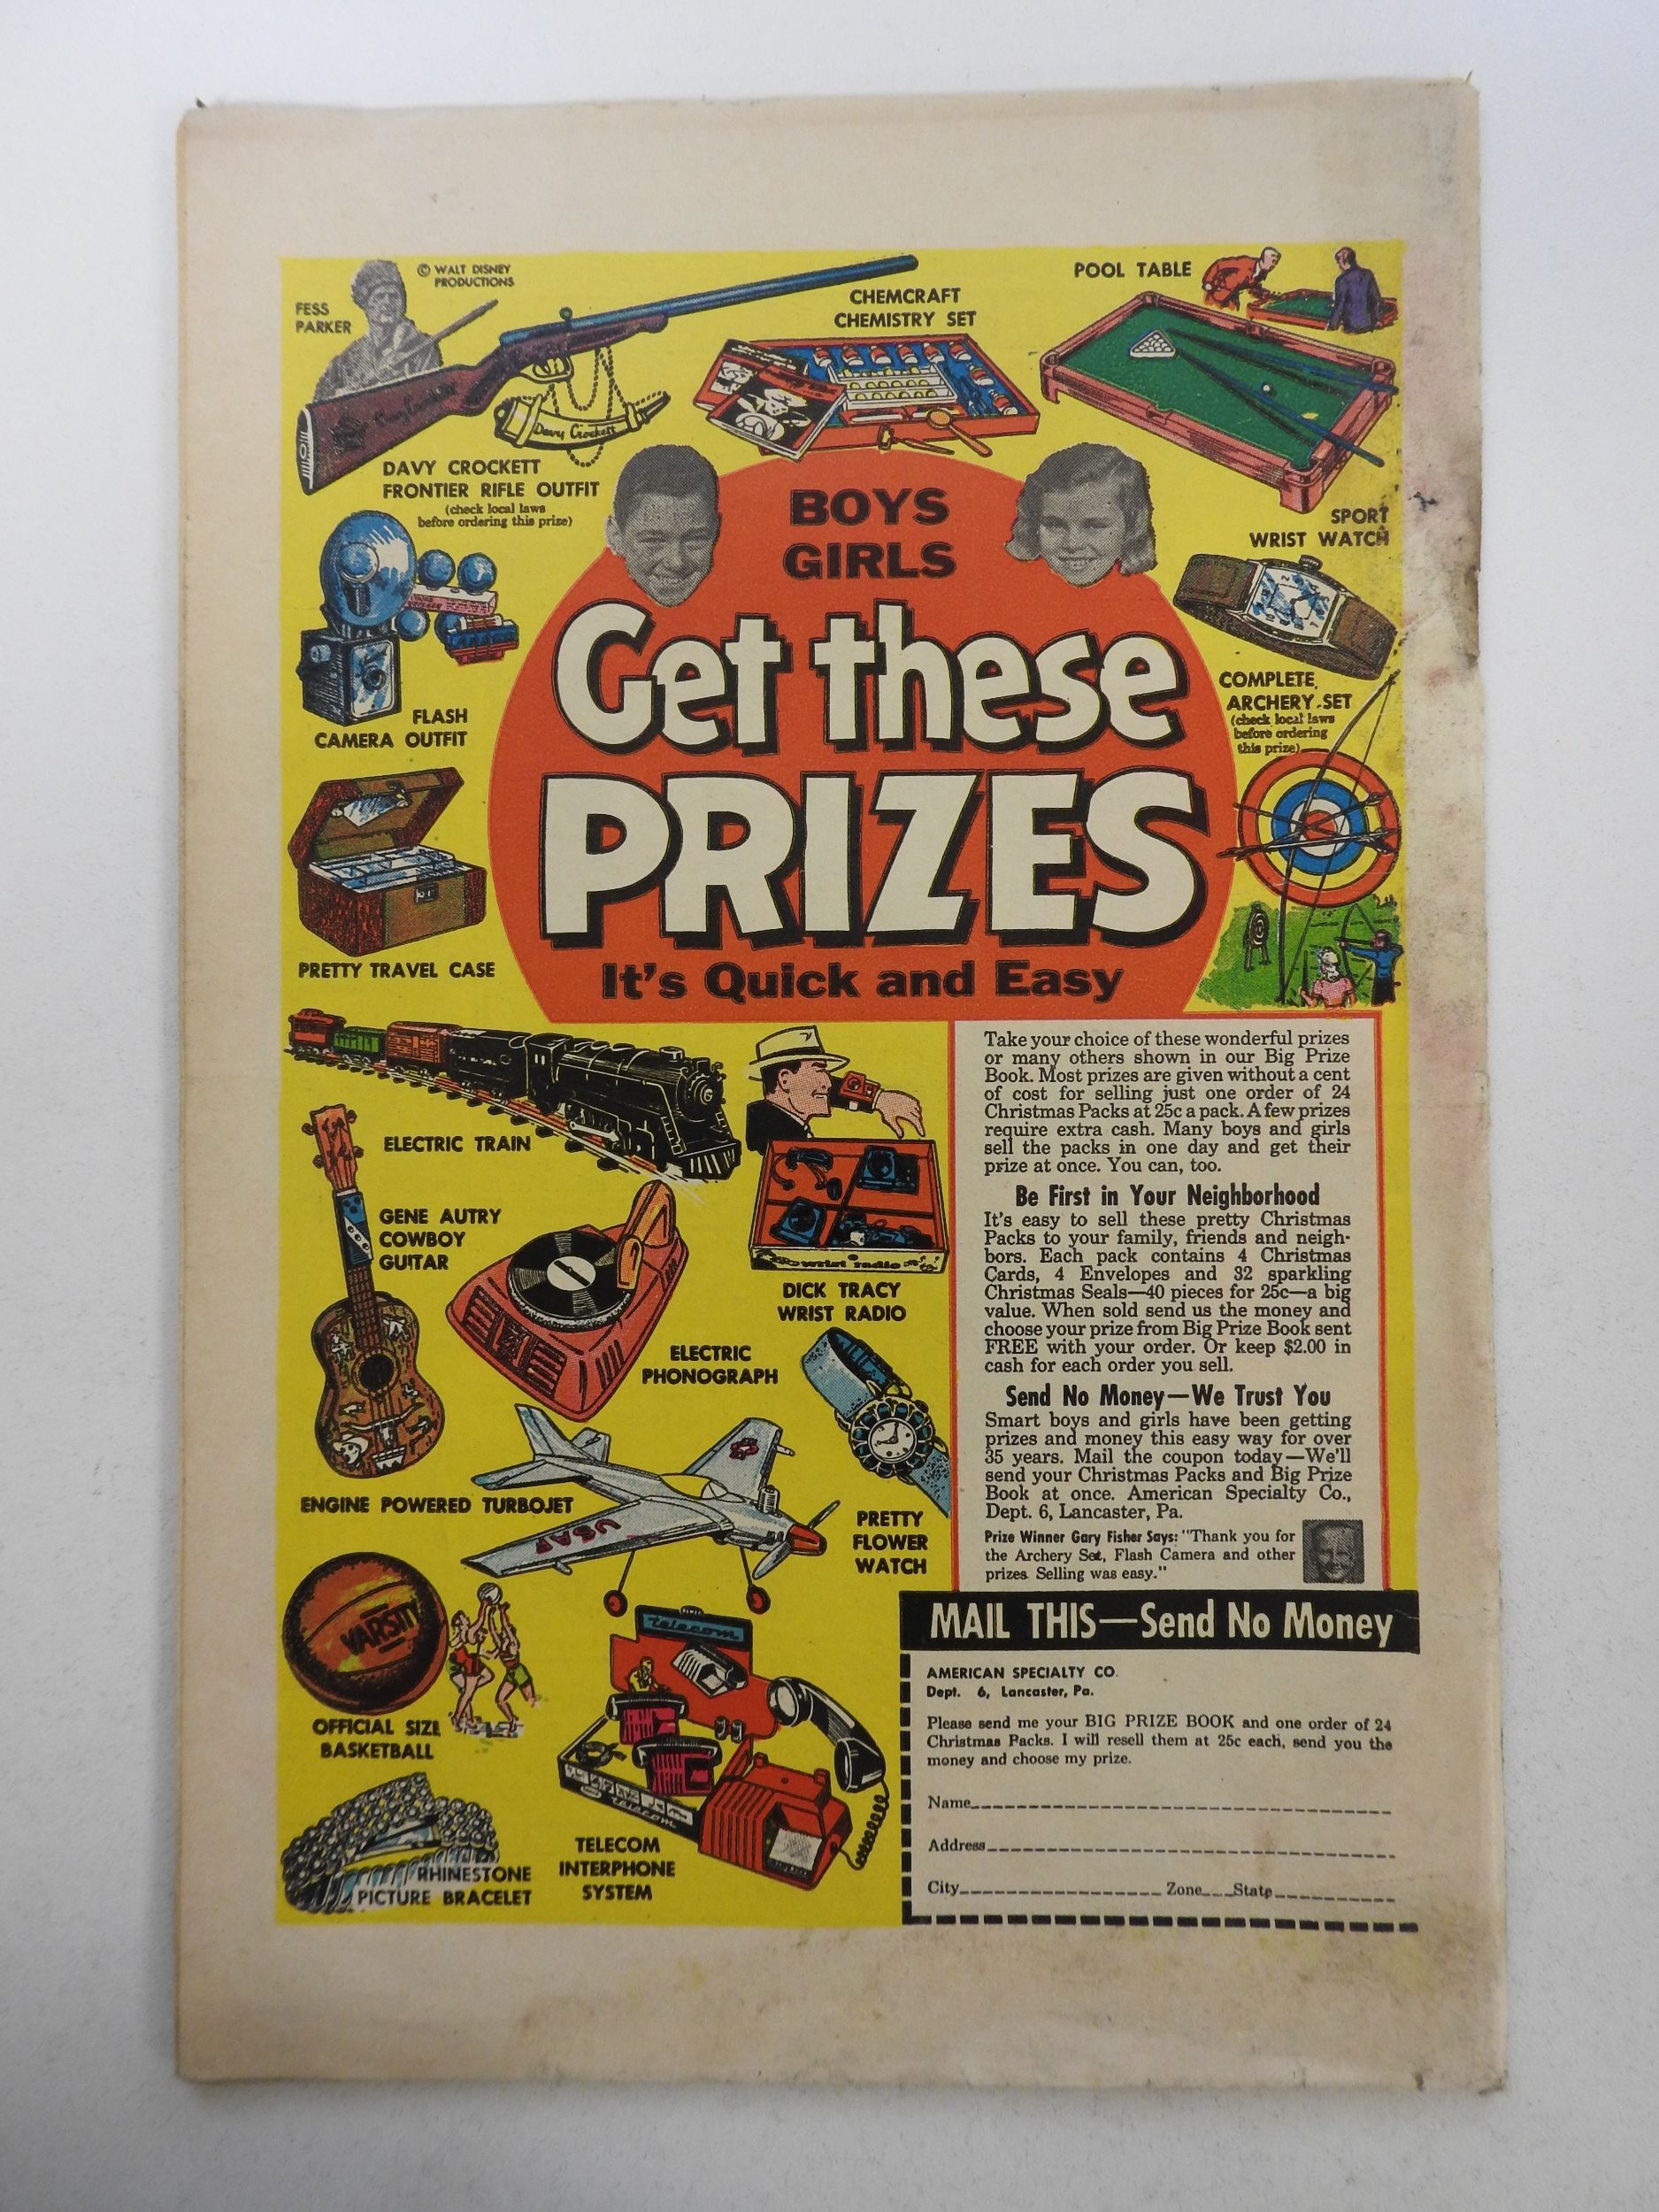 © WALT DISNEY
PRODUCTIONS
FESS
PARKER
Davy Crockett
Davy Crockett
DAVY CROCKETT
FRONTIER RIFLE OUTFIT
(check local laws
before ordering this prize)
CHEMCRAFT
CHEMISTRY SET
POOL TABLE
BOYS
GIRLS
Get these
PRIZES
It's Quick and Easy
SPORT
WRIST WATCH
COMPLETE
ARCHERY SET
(check local laws
before ordering
this prize)
FLASH
CAMERA OUTFIT
PRETTY TRAVEL CASE
ELECTRIC TRAIN
GENE AUTRY
COWBOY
GUITAR
wrist radio
DICK TRACY
WRIST RADIO
ELECTRIC
PHONOGRAPH
ENGINE POWERED TURBOJET
USAF
PRETTY
FLOWER
WATCH
VARSITY
OFFICIAL SIZE
BASKETBALL
telecom
telecom
TELECOM
INTERPHONE
SYSTEM
RHINESTONE
PICTURE BRACELET
Take your choice of these wonderful prizes
or many others shown in our Big Prize
Book. Most prizes are given without a cent
of cost for selling just one order of 24
Christmas Packs at 25c a pack. A few prizes
require extra cash. Many boys and girls
sell the packs in one day and get their
prize at once. You can, too.
Be First in Your Neighborhood
It's easy to sell these pretty Christmas
Packs to your family, friends and neigh-
bors. Each pack contains 4 Christmas
Cards, 4 Envelopes and 32 sparkling
Christmas Seals—40 pieces for 25c—a big
value. When sold send us the money and
choose your prize from Big Prize Book sent
FREE with your order. Or keep $2.00 in
cash for each order you sell.
Send No Money—We Trust You
Smart boys and girls have been getting
prizes and money this easy way for over
35 years. Mail the coupon today—We'll
send your Christmas Packs and Big Prize
Book at once. American Specialty Co.,
Dept. 6, Lancaster, Pa.
Prize Winner Gary Fisher Says: "Thank you for
the Archery Set, Flash Camera and other
prizes. Selling was easy."
MAIL THIS—Send No Money
AMERICAN SPECIALTY CO.
Dept. 6, Lancaster, Pa.
Please send me your BIG PRIZE BOOK and one order of 24
Christmas Packs. I will resell them at 25c each, send you the
money and choose my prize.
Name
Address
City Zone State